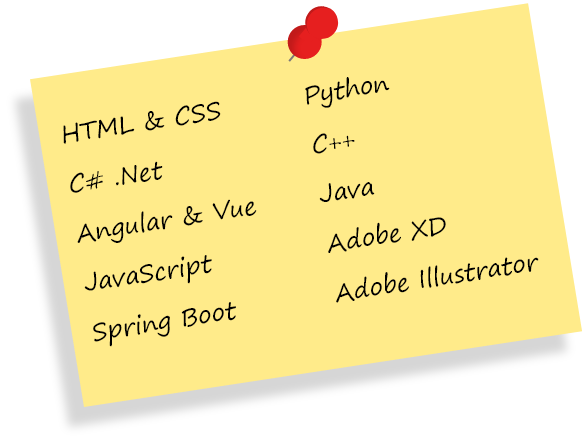 HTML & CSS
C# .Net
Angular & Vue
JavaScript
Spring Boot
Python
C++
Java
Adobe XD
Adobe Illustrator